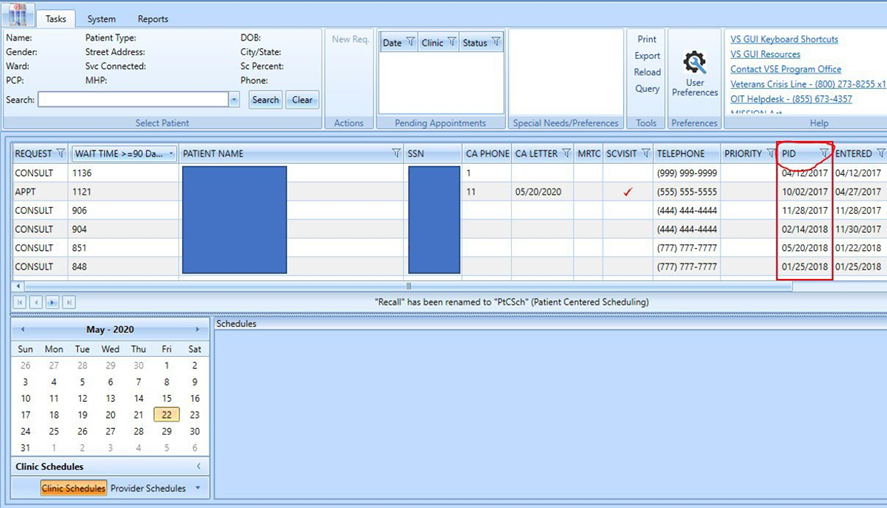 Tasks System Reports
Name: Patient Type: DOB:
Gender: Street Address: City/State:
Ward: Svc Connected: Sc Percent:
PCP: MHP: Phone:
Search: Search Clear
Select Patient
New Req.
Actions
Date Clinic Status
Pending Appointments
Special Needs/Preferences
Print
Export
Reload
Query
Tools
User
Preferences
Preferences
VS GUI Keyboard Shortcuts
VS GUI Resources
Contact VSE Program Office
Veterans Crisis Line - (800) 273-8255 x1
OIT Helpdesk - (855) 673-4357
MISSION Act
Help
REQUEST WAIT TIME >=90 Da... PATIENT NAME SSN CA PHONE CA LETTER MRTC SCVISIT TELEPHONE PRIORITY PID ENTERED
CONSULT 1136 1 (999) 999-9999 04/12/2017 04/12/2017
APPT 1121 11 05/20/2020 (555) 555-5555 10/02/2017 04/27/2017
CONSULT 906 (444) 444-4444 11/28/2017 11/28/2017
CONSULT 904 (444) 444-4444 02/14/2018 11/30/2017
CONSULT 851 (777) 777-7777 05/20/2018 01/22/2018
CONSULT 848 (777) 777-7777 01/25/2018 01/25/2018
"Recall" has been renamed to "PtCSch" (Patient Centered Scheduling)
May - 2020
Sun Mon Tue Wed Thu Fri Sat
26 27 28 29 30 1 2
3 4 5 6 7 8 9
10 11 12 13 14 15 16
17 18 19 20 21 22 23
24 25 26 27 28 29 30
31 1 2 3 4 5 6
Clinic Schedules
Clinic Schedules Provider Schedules
Schedules